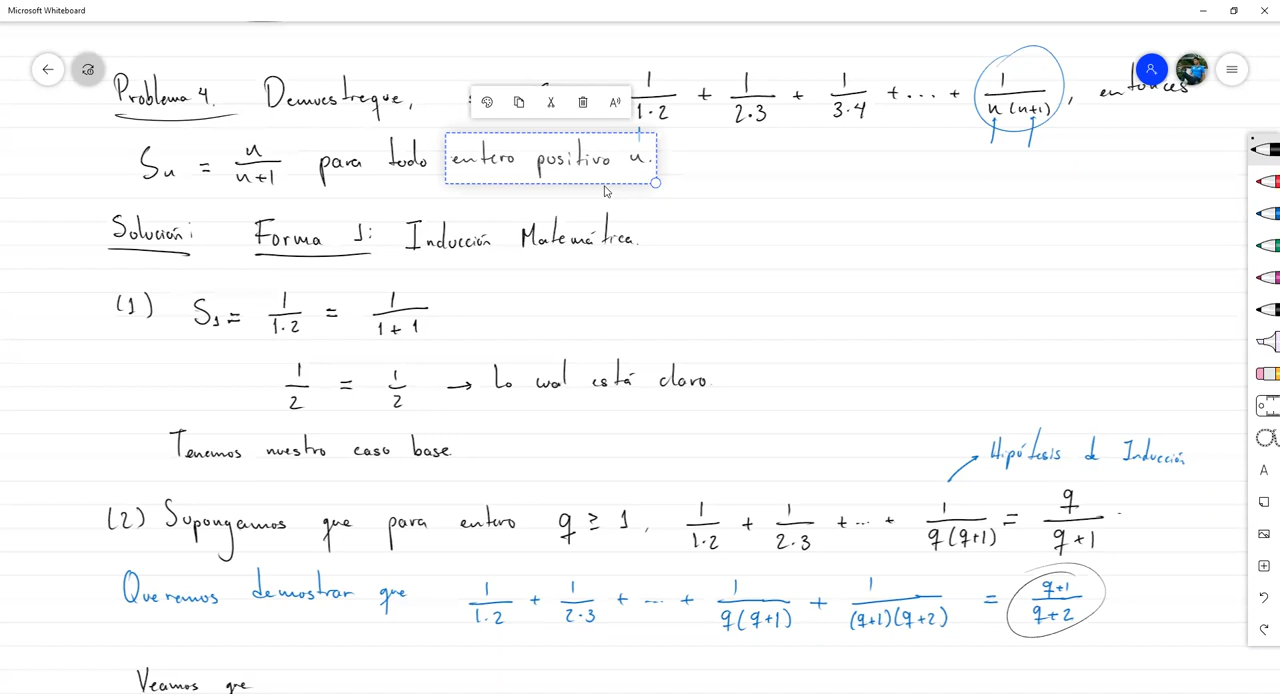 Microsoft Whiteboard
Problema 4. Demuestre que, 1/1·2 + 1/2·3 + 1/3·4 + ... + 1/n(n+1), entonces
Sn = n/n+1 para todo entero positivo n.
Solución: Forma 1: Inducción Matemática.
(1) S1 = 1/1·2 = 1/1+1
1/2 = 1/2 → Lo cual está claro.
Tenemos nuestro caso base
Hipótesis de Inducción
(2) Supongamos que para entero q ≥ 1, 1/1·2 + 1/2·3 + ... + 1/q(q+1) = q/q+1.
Queremos demostrar que 1/1·2 + 1/2·3 + ... + 1/q(q+1) + 1/(q+1)(q+2) = q+1/q+2
Veamos que